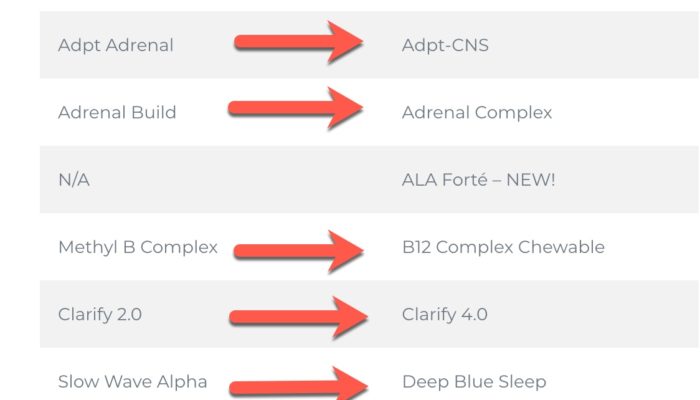 Adpt Adrenal Adpt-CNS
Adrenal Build Adrenal Complex
N/A ALA Forté – NEW!
Methyl B Complex B12 Complex Chewable
Clarify 2.0 Clarify 4.0
Slow Wave Alpha Deep Blue Sleep